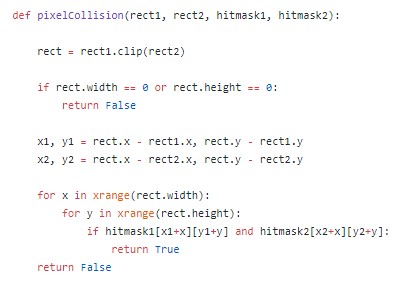 def pixelCollision(rect1, rect2, hitmask1, hitmask2):
rect = rect1.clip(rect2)
if rect.width == 0 or rect.height == 0:
return False
x1, y1 = rect.x - rect1.x, rect.y - rect1.y
x2, y2 = rect.x - rect2.x, rect.y - rect2.y
for x in xrange(rect.width):
for y in xrange(rect.height):
if hitmask1[x1+x][y1+y] and hitmask2[x2+x][y2+y]:
return True
return False